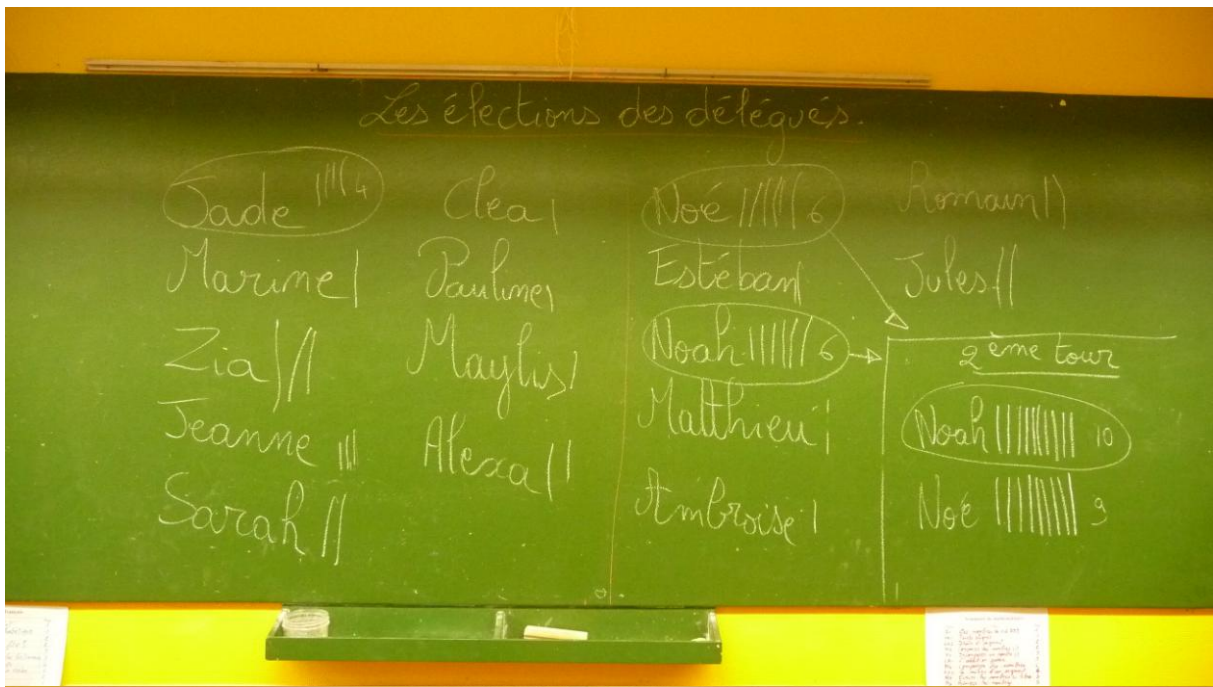 Les élections des délégués.
Jade |||| 4
Marine |
Zia |||
Jeanne |||
Sarah ||
Clea |
Pauline |
Maylis |
Alexa ||
Noé |||||| 6
Estéban |
Noah |||||| 6
Matthieu |
Ambroise |
Romain ||
Jules ||
2ème tour
Noah |||||||||| 10
Noé ||||||||| 9